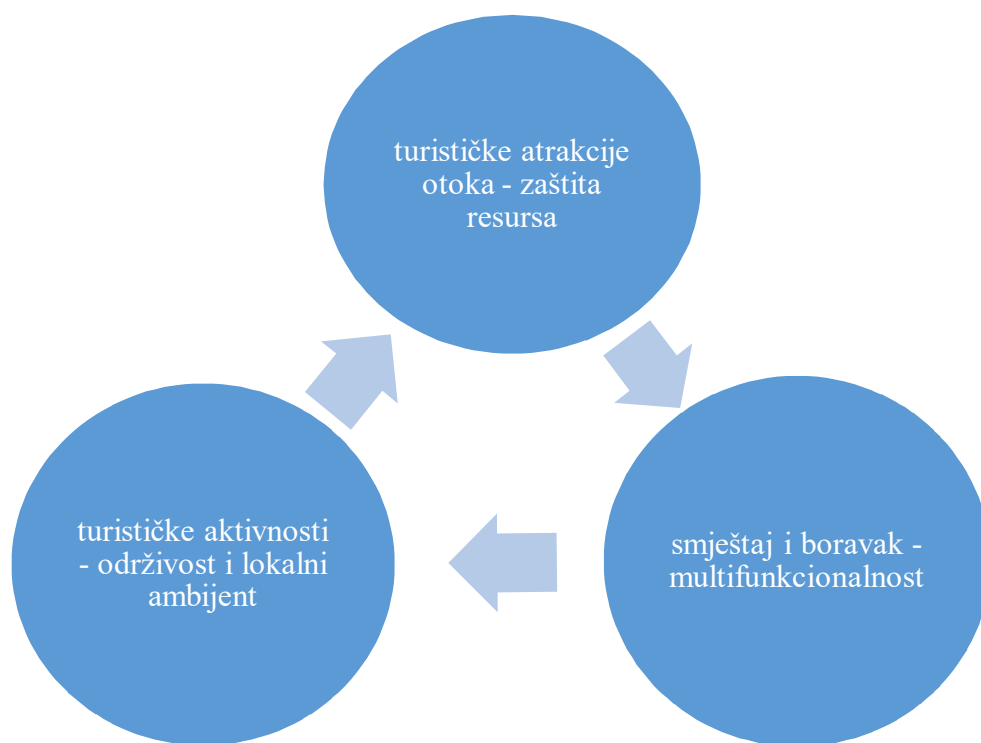 turističke atrakcije
otoka - zaštita
resursa
smještaj i boravak -
multifunkcionalnost
turističke aktivnosti
- održivost i lokalni
ambijent